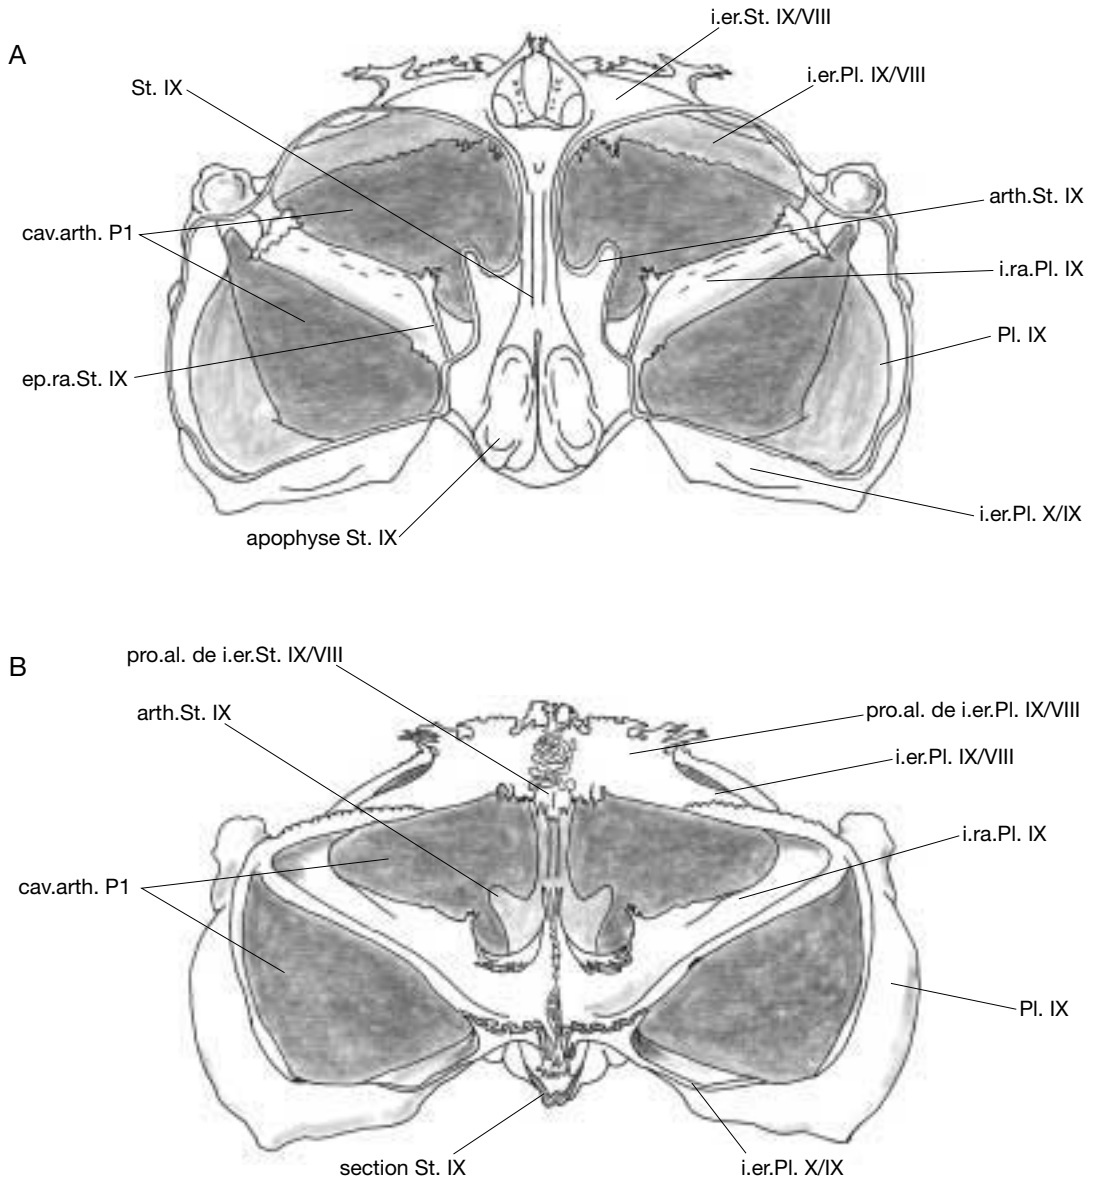 A
i.er.St. IX/VIII
i.er.Pl. IX/VIII
St. IX
arth.St. IX
cav.arth. P1
i.ra.Pl. IX
Pl. IX
ep.ra.St. IX
i.er.Pl. X/IX
apophyse St. IX
B
pro.al. de i.er.St. IX/VIII
arth.St. IX
pro.al. de i.er.Pl. IX/VIII
i.er.Pl. IX/VIII
i.ra.Pl. IX
cav.arth. P1
Pl. IX
section St. IX
i.er.Pl. X/IX